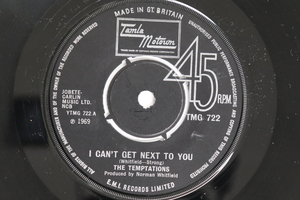 MADE IN GT. BRITAIN
Tamla
Motown
45
R.P.M.
JOBETE-
CARLIN
MUSIC LTD.
NCB
YTMG 722 A
℗ 1969
TMG 722
I CAN'T GET NEXT TO YOU
(Whitfield—Strong)
THE TEMPTATIONS
Produced by Norman Whitfield
E.M.I. RECORDS LIMITED